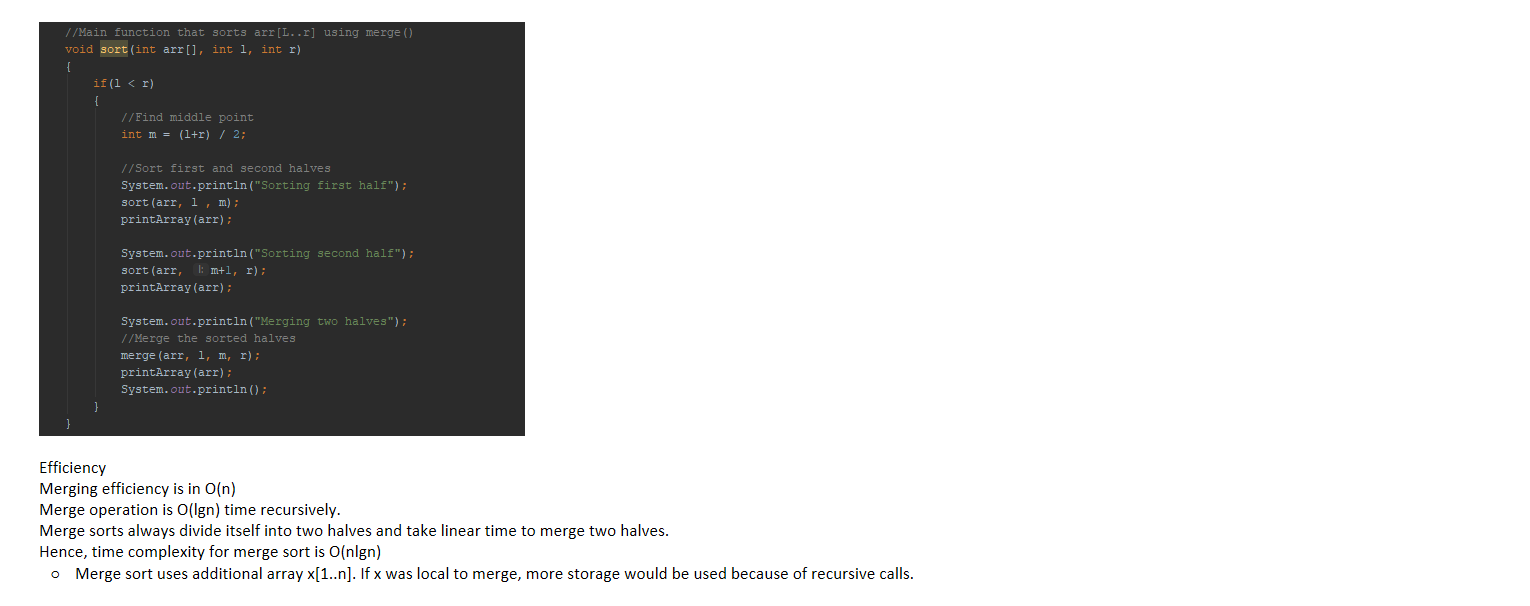 //Main function that sorts arr[L..r] using merge()
void sort(int arr[], int l, int r)
{
if(l < r)
{
//Find middle point
int m = (l+r) / 2;
//Sort first and second halves
System.out.println("Sorting first half");
sort(arr, l , m);
printArray(arr);
System.out.println("Sorting second half");
sort(arr, l: m+1, r);
printArray(arr);
System.out.println("Merging two halves");
//Merge the sorted halves
merge(arr, l, m, r);
printArray(arr);
System.out.println();
}
}
Efficiency
Merging efficiency is in O(n)
Merge operation is O(lgn) time recursively.
Merge sorts always divide itself into two halves and take linear time to merge two halves.
Hence, time complexity for merge sort is O(nlgn)
o Merge sort uses additional array x[1..n]. If x was local to merge, more storage would be used because of recursive calls.